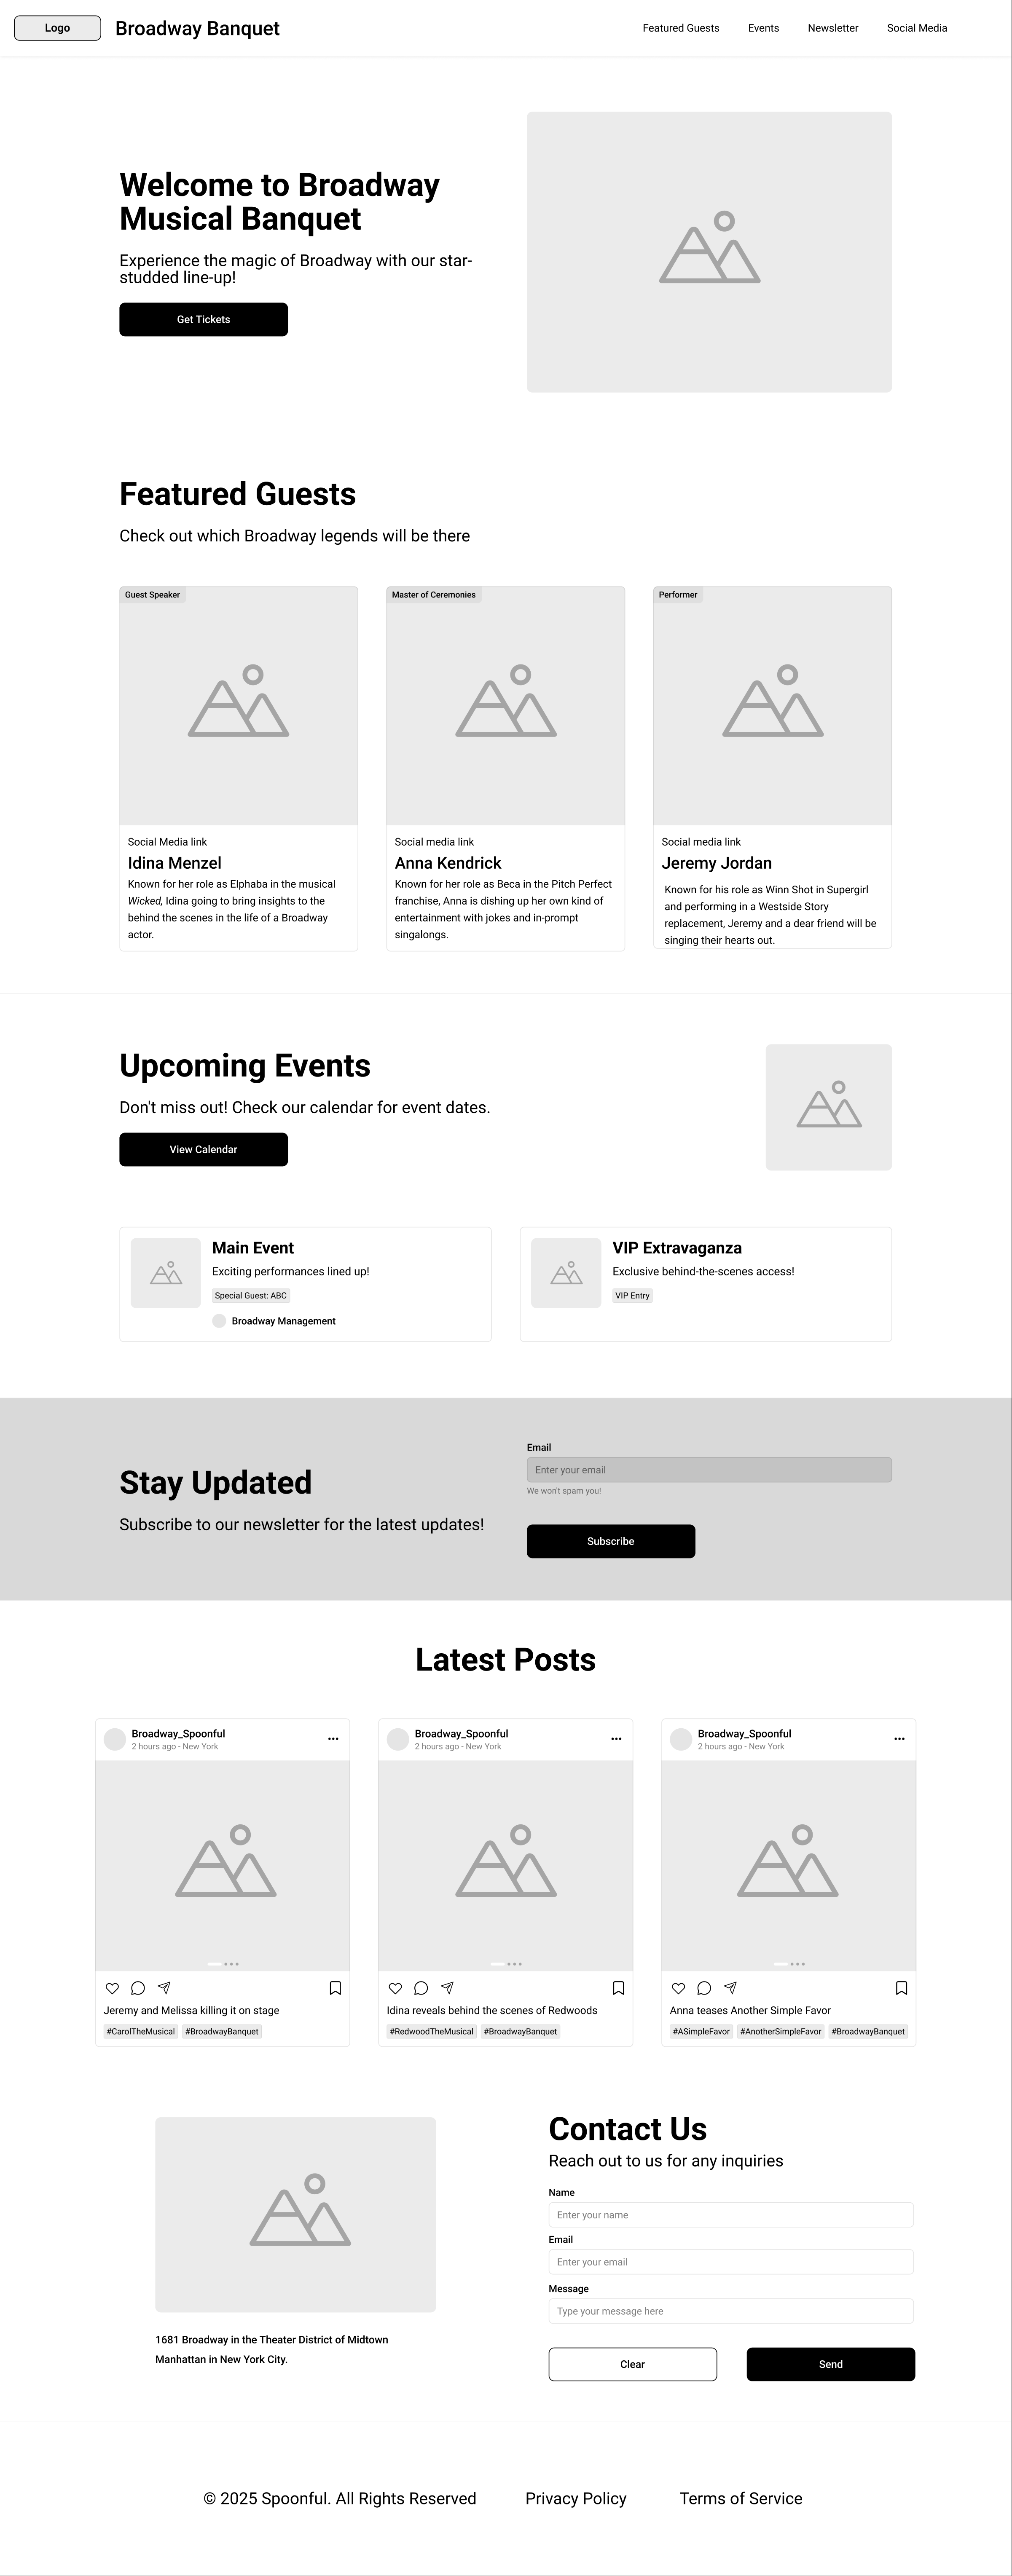 Logo
Broadway Banquet
Featured Guests
Events
Newsletter
Social Media
Welcome to Broadway
Musical Banquet
Experience the magic of Broadway with our star-
studded line-up!
Get Tickets
Featured Guests
Check out which Broadway legends will be there
Guest Speaker
Social Media link
Idina Menzel
Known for her role as Elphaba in the musical
Wicked, Idina going to bring insights to the
behind the scenes in the life of a Broadway
actor.
Master of Ceremonies
Social media link
Anna Kendrick
Known for her role as Beca in the Pitch Perfect
franchise, Anna is dishing up her own kind of
entertainment with jokes and in-prompt
singalongs.
Performer
Social media link
Jeremy Jordan
Known for his role as Winn Shot in Supergirl
and performing in a Westside Story
replacement, Jeremy and a dear friend will be
singing their hearts out.
Upcoming Events
Don't miss out! Check our calendar for event dates.
View Calendar
Main Event
Exciting performances lined up!
Special Guest: ABC
Broadway Management
VIP Extravaganza
Exclusive behind-the-scenes access!
VIP Entry
Stay Updated
Subscribe to our newsletter for the latest updates!
Email
Enter your email
We won't spam you!
Subscribe
Latest Posts
Broadway_Spoonful
2 hours ago - New York
Jeremy and Melissa killing it on stage
#CarolTheMusical #BroadwayBanquet
Broadway_Spoonful
2 hours ago - New York
Idina reveals behind the scenes of Redwoods
#RedwoodTheMusical #BroadwayBanquet
Broadway_Spoonful
2 hours ago - New York
Anna teases Another Simple Favor
#ASimpleFavor #AnotherSimpleFavor #BroadwayBanquet
1681 Broadway in the Theater District of Midtown
Manhattan in New York City.
Contact Us
Reach out to us for any inquiries
Name
Enter your name
Email
Enter your email
Message
Type your message here
Clear
Send
© 2025 Spoonful. All Rights Reserved
Privacy Policy
Terms of Service